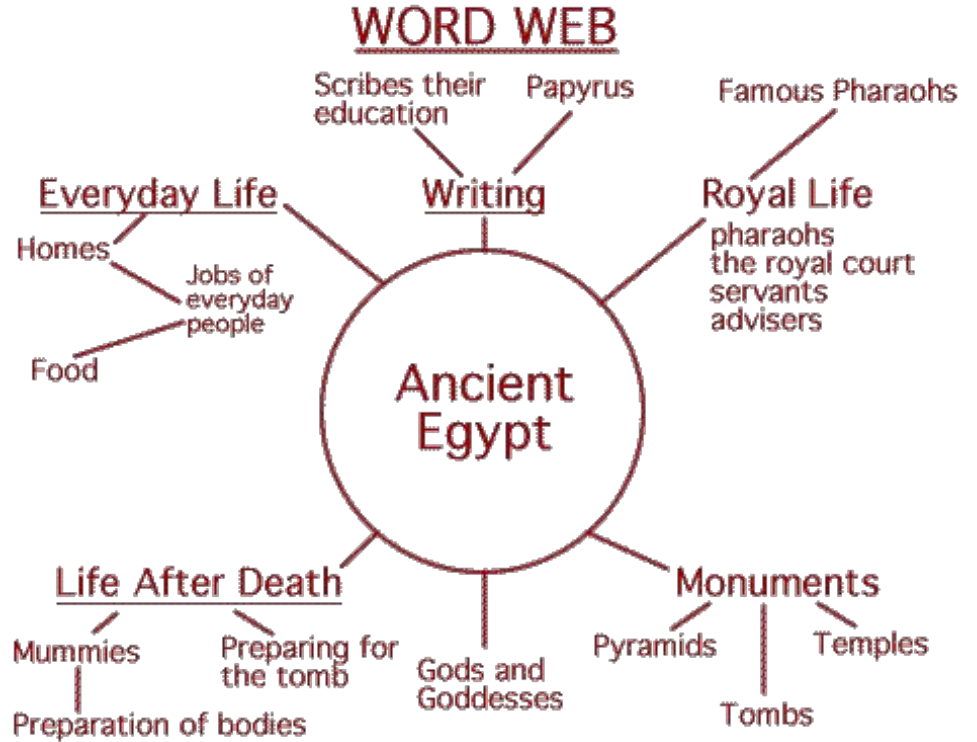 WORD WEB
Scribes their
education
Papyrus
Famous Pharaohs
Everyday Life
Writing
Royal Life
pharaohs
the royal court
servants
advisers
Homes
Jobs of
everyday
people
Food
Ancient
Egypt
Life After Death
Mummies
Preparing for
the tomb
Preparation of bodies
Gods and
Goddesses
Monuments
Pyramids
Temples
Tombs